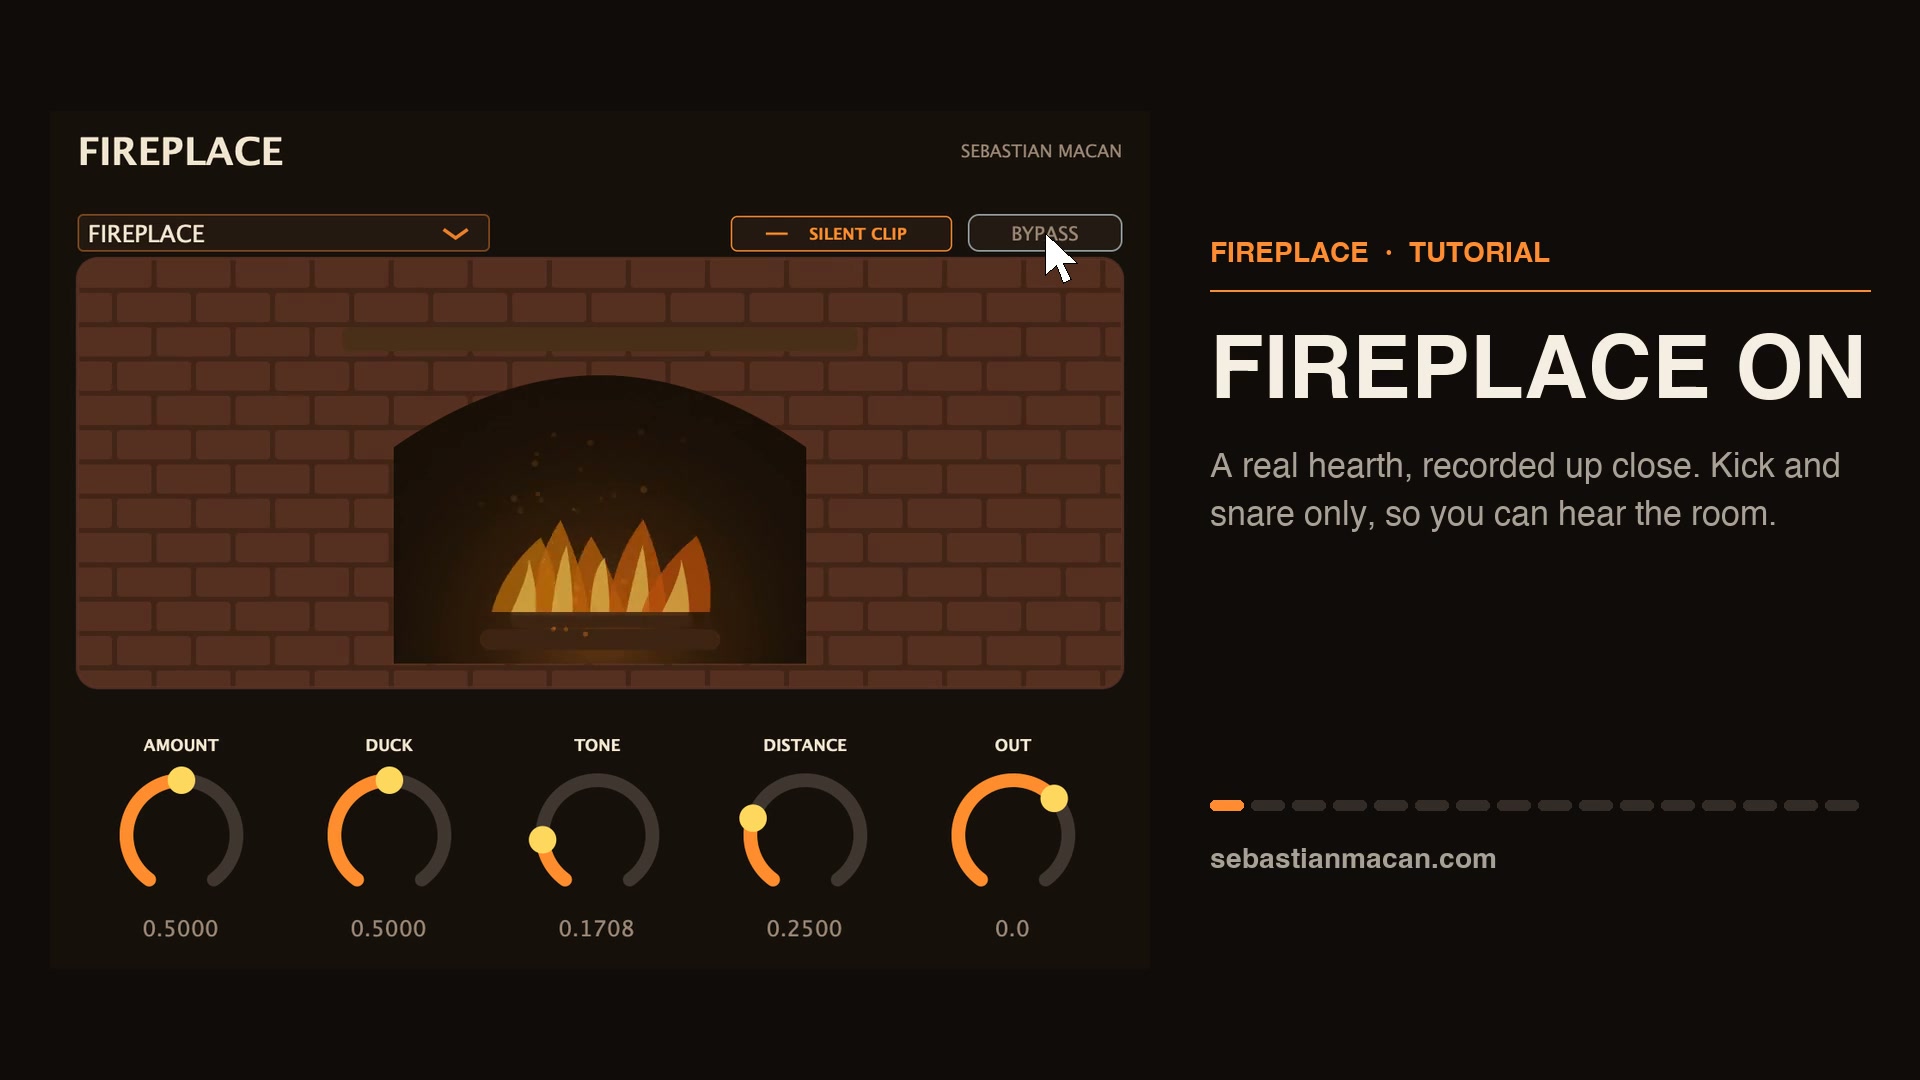 FIREPLACE
SEBASTIAN MACAN
FIREPLACE
SILENT CLIP
BYPASS
AMOUNT
DUCK
TONE
DISTANCE
OUT
0.5000
0.5000
0.1708
0.2500
0.0
FIREPLACE · TUTORIAL
FIREPLACE ON
A real hearth, recorded up close. Kick and
snare only, so you can hear the room.
sebastianmacan.com